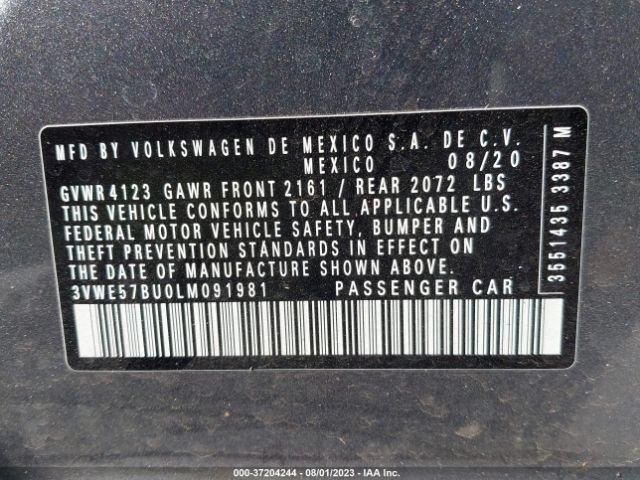 MFD BY VOLKSWAGEN DE MEXICO S.A. DE C.V.
MEXICO 08/20
GVWR 4123 GAWR FRONT 2161 / REAR 2072 LBS
THIS VEHICLE CONFORMS TO ALL APPLICABLE U.S.
FEDERAL MOTOR VEHICLE SAFETY, BUMPER AND
THEFT PREVENTION STANDARDS IN EFFECT ON
THE DATE OF MANUFACTURE SHOWN ABOVE.
3VWE57BU0LM091981 PASSENGER CAR
3551435 3387 M
000-37204244 - 08/01/2023 - IAA Inc.